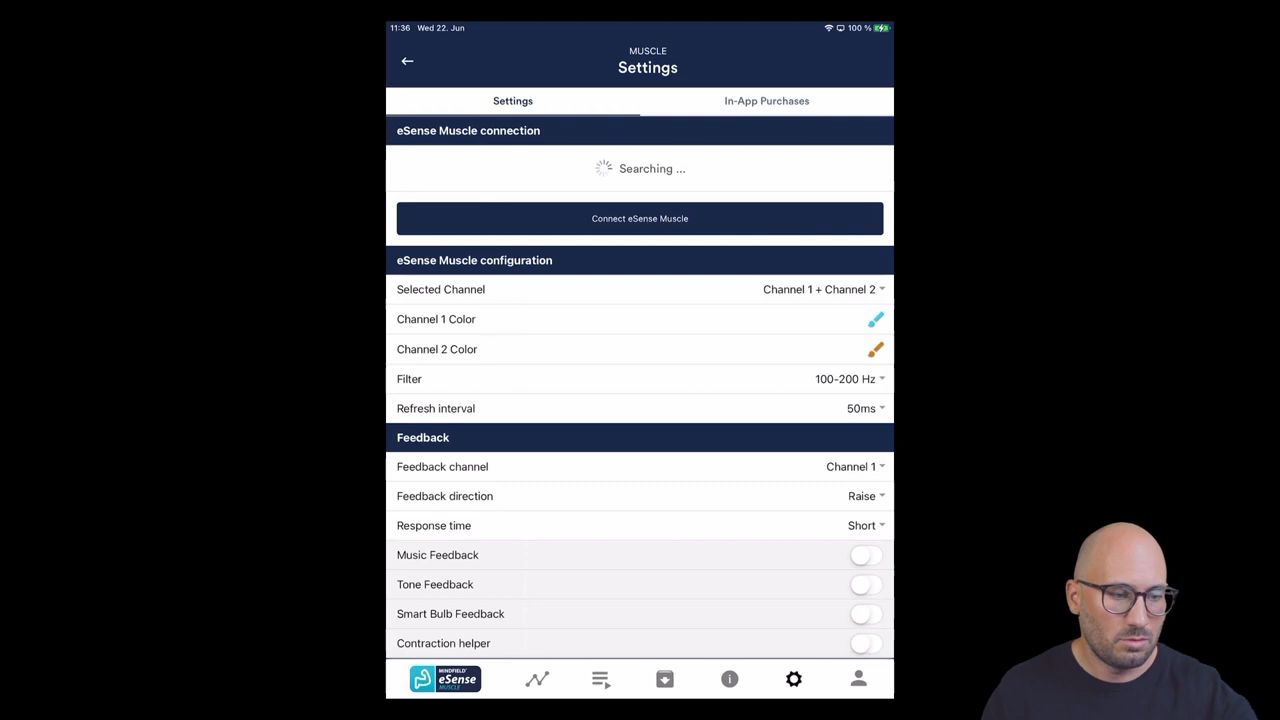 11:36 Wed 22. Jun
100 %
MUSCLE
Settings
Settings
In-App Purchases
eSense Muscle connection
Searching ...
Connect eSense Muscle
eSense Muscle configuration
Selected Channel
Channel 1 + Channel 2
Channel 1 Color
Channel 2 Color
Filter
100-200 Hz
Refresh interval
50ms
Feedback
Feedback channel
Channel 1
Feedback direction
Raise
Response time
Short
Music Feedback
Tone Feedback
Smart Bulb Feedback
Contraction helper
MINDFIELD
eSense
MUSCLE